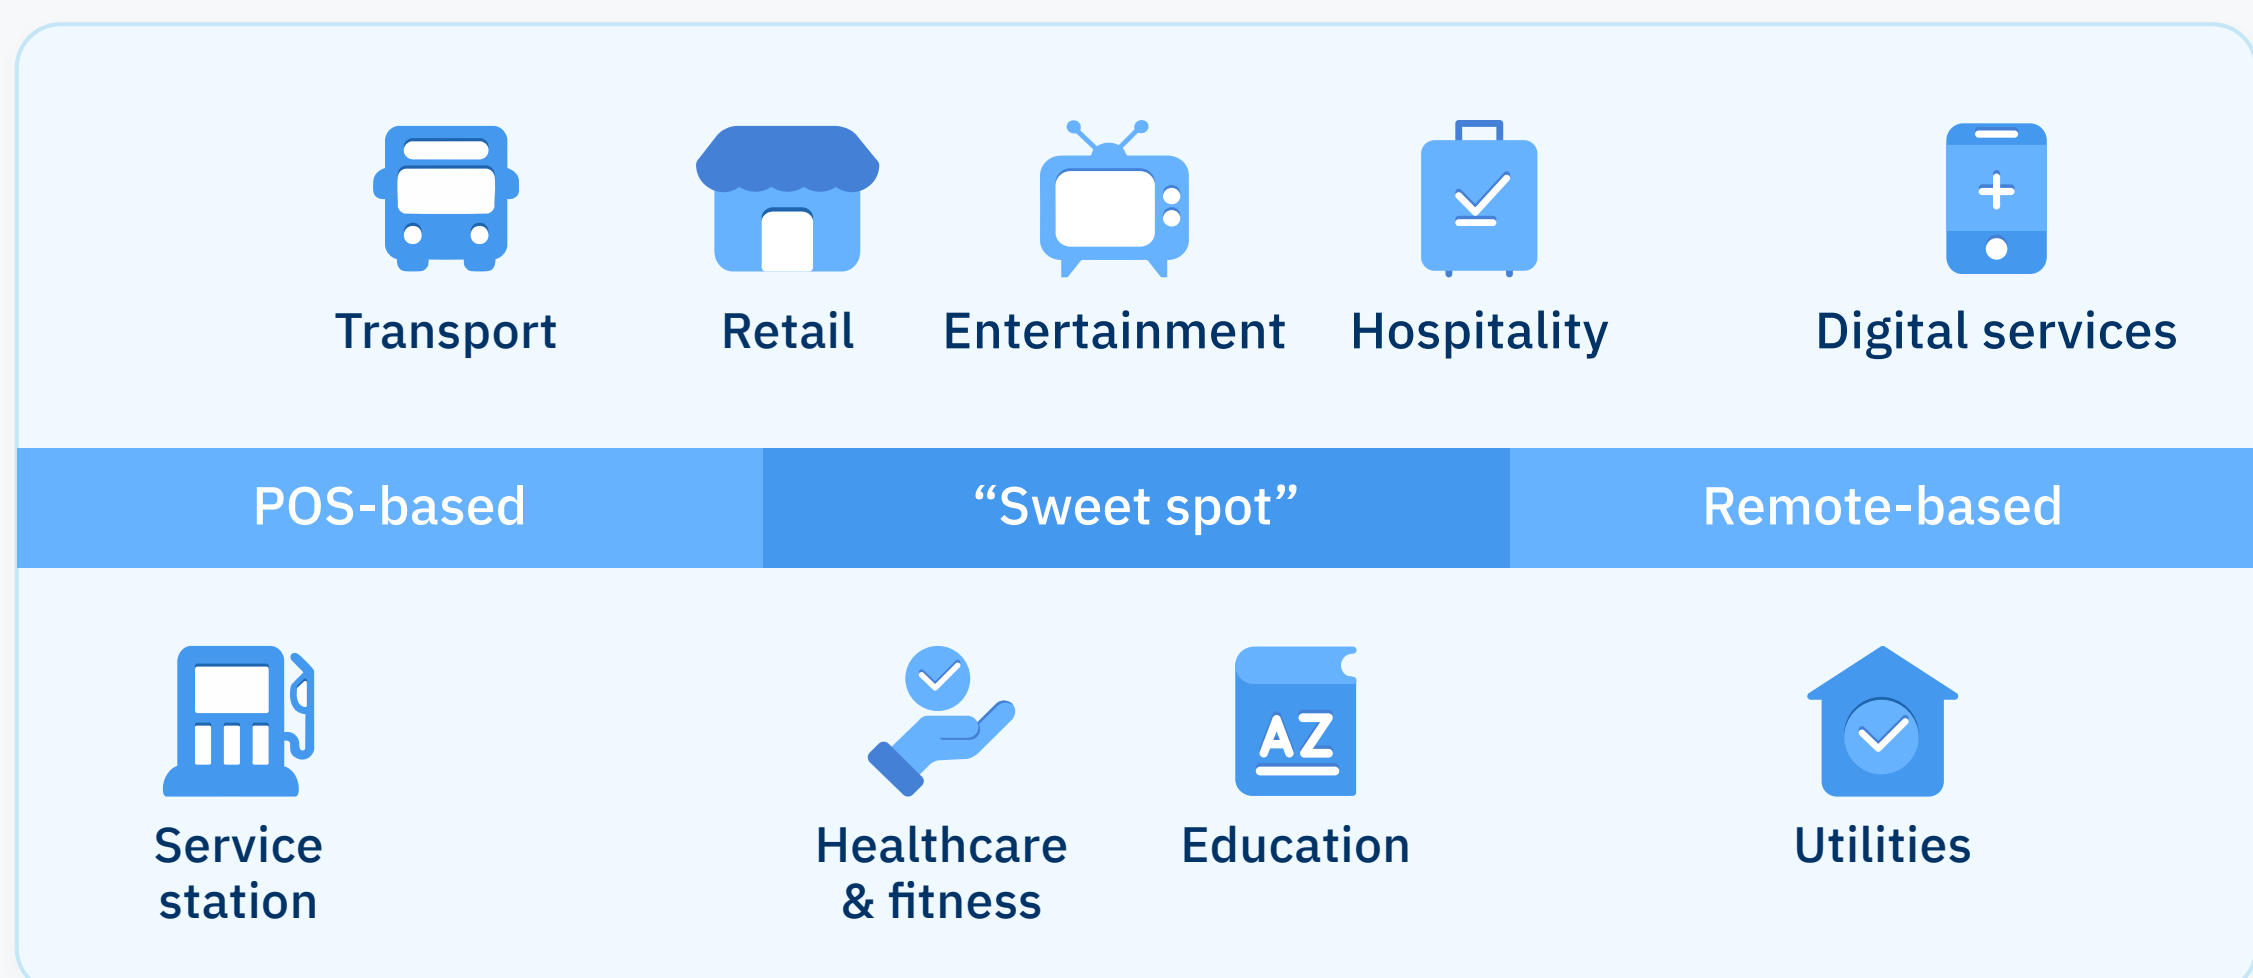 Transport
Retail
Entertainment
Hospitality
Digital services
POS-based
“Sweet spot”
Remote-based
Service
station
Healthcare
& fitness
AZ
Education
Utilities